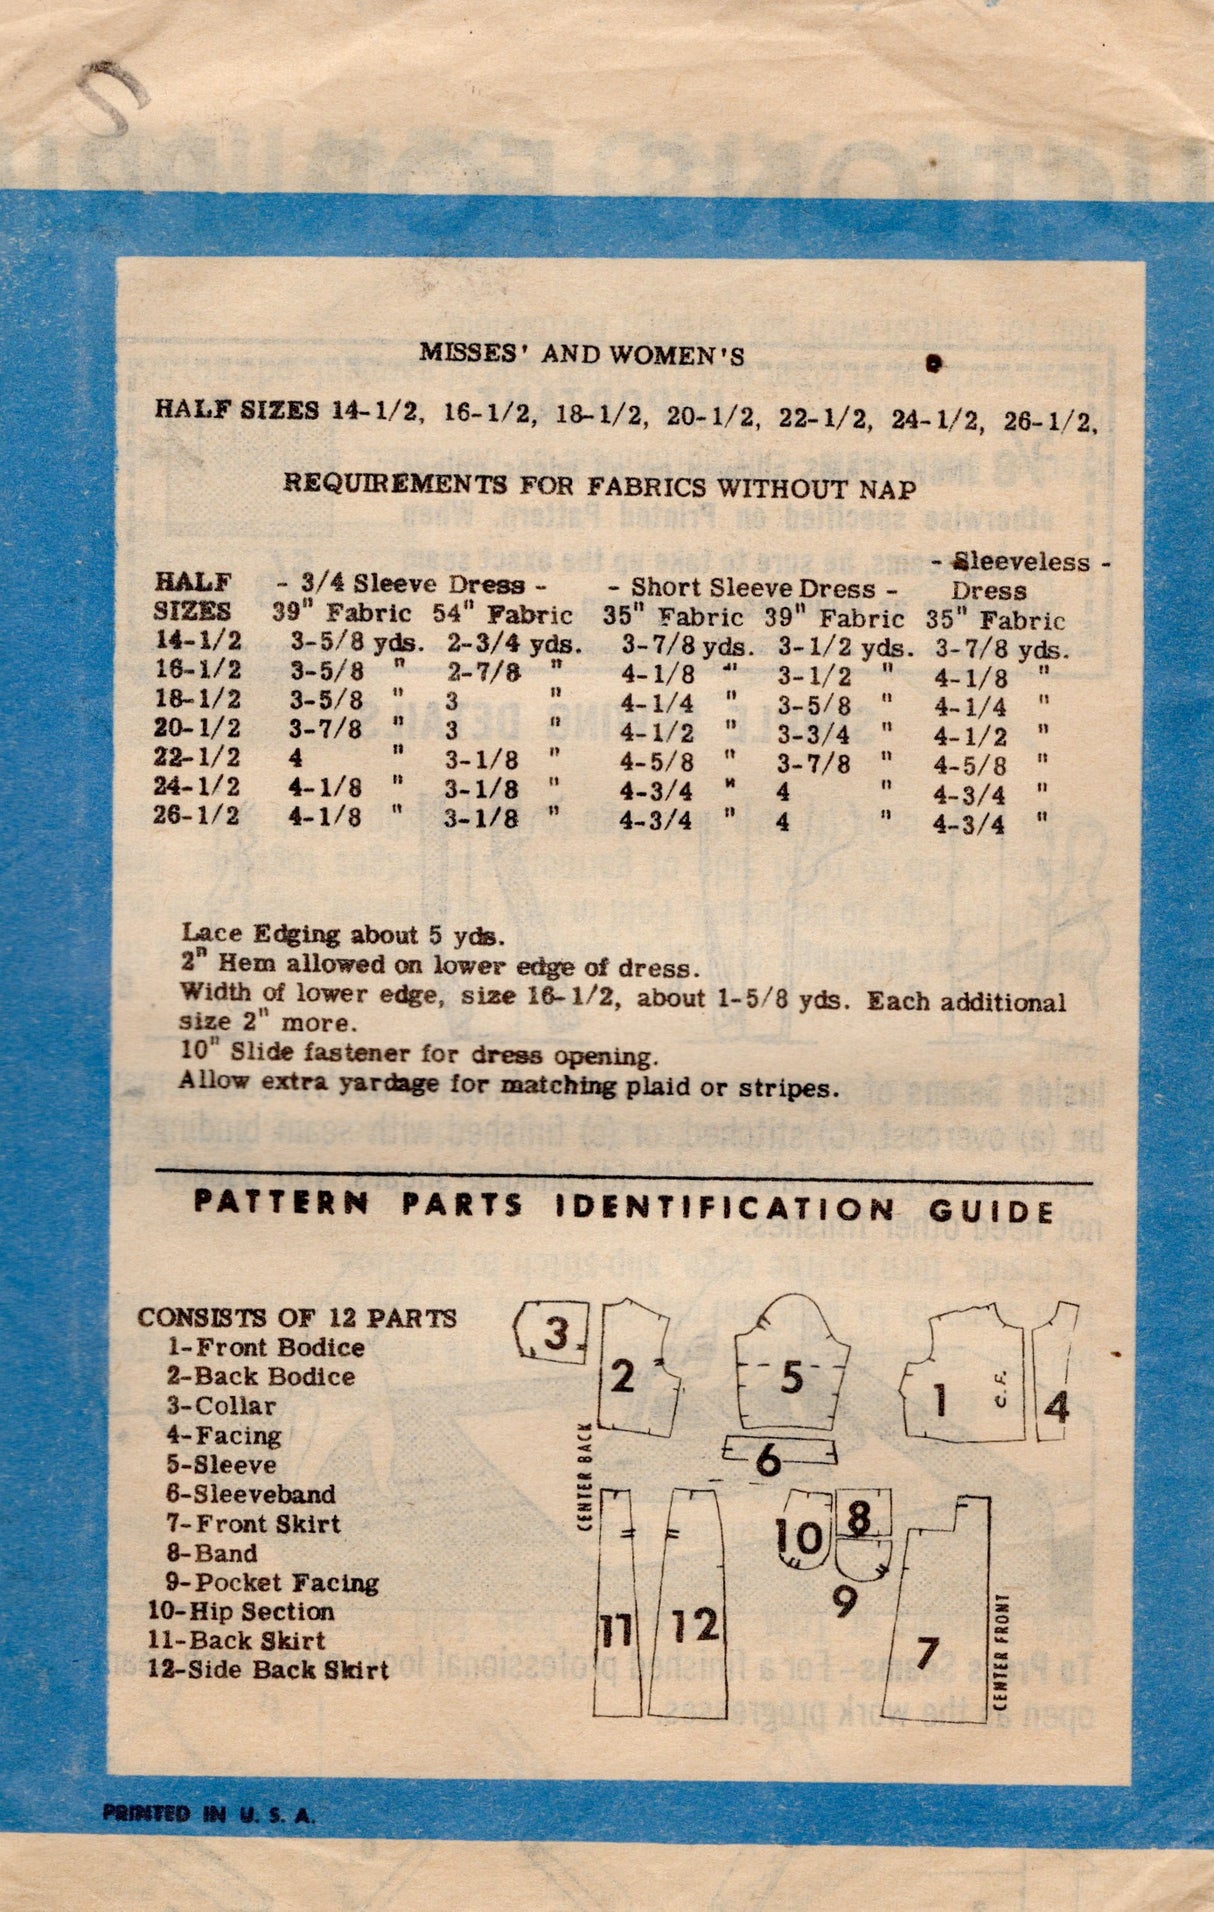 MISSES' AND WOMEN'S
HALF SIZES 14-1/2, 16-1/2, 18-1/2, 20-1/2, 22-1/2, 24-1/2, 26-1/2,
REQUIREMENTS FOR FABRICS WITHOUT NAP
- Sleeveless -
HALF - 3/4 Sleeve Dress - - Short Sleeve Dress - Dress
SIZES 39" Fabric 54" Fabric 35" Fabric 39" Fabric 35" Fabric
14-1/2 3-5/8 yds. 2-3/4 yds. 3-7/8 yds. 3-1/2 yds. 3-7/8 yds.
16-1/2 3-5/8 " 2-7/8 " 4-1/8 " 3-1/2 " 4-1/8 "
18-1/2 3-5/8 " 3 " 4-1/4 " 3-5/8 " 4-1/4 "
20-1/2 3-7/8 " 3 " 4-1/2 " 3-3/4 " 4-1/2 "
22-1/2 4 " 3-1/8 " 4-5/8 " 3-7/8 " 4-5/8 "
24-1/2 4-1/8 " 3-1/8 " 4-3/4 " 4 " 4-3/4 "
26-1/2 4-1/8 " 3-1/8 " 4-3/4 " 4 " 4-3/4 "
Lace Edging about 5 yds.
2" Hem allowed on lower edge of dress.
Width of lower edge, size 16-1/2, about 1-5/8 yds. Each additional
size 2" more.
10" Slide fastener for dress opening.
Allow extra yardage for matching plaid or stripes.
PATTERN PARTS IDENTIFICATION GUIDE
CONSISTS OF 12 PARTS
1-Front Bodice
2-Back Bodice
3-Collar
4-Facing
5-Sleeve
6-Sleeveband
7-Front Skirt
8-Band
9-Pocket Facing
10-Hip Section
11-Back Skirt
12-Side Back Skirt
3
2
5
1
C.F.
4
6
CENTER BACK
10
8
9
11
12
7
CENTER FRONT
PRINTED IN U. S. A.